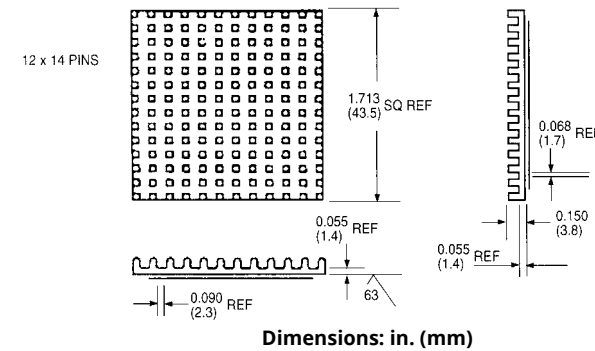 12 x 14 PINS
1.713
(43.5) SQ REF
0.068
(1.7) REF
0.150
(3.8)
0.055
(1.4) REF
0.055
(1.4) REF
0.090
(2.3) REF
63
Dimensions: in. (mm)